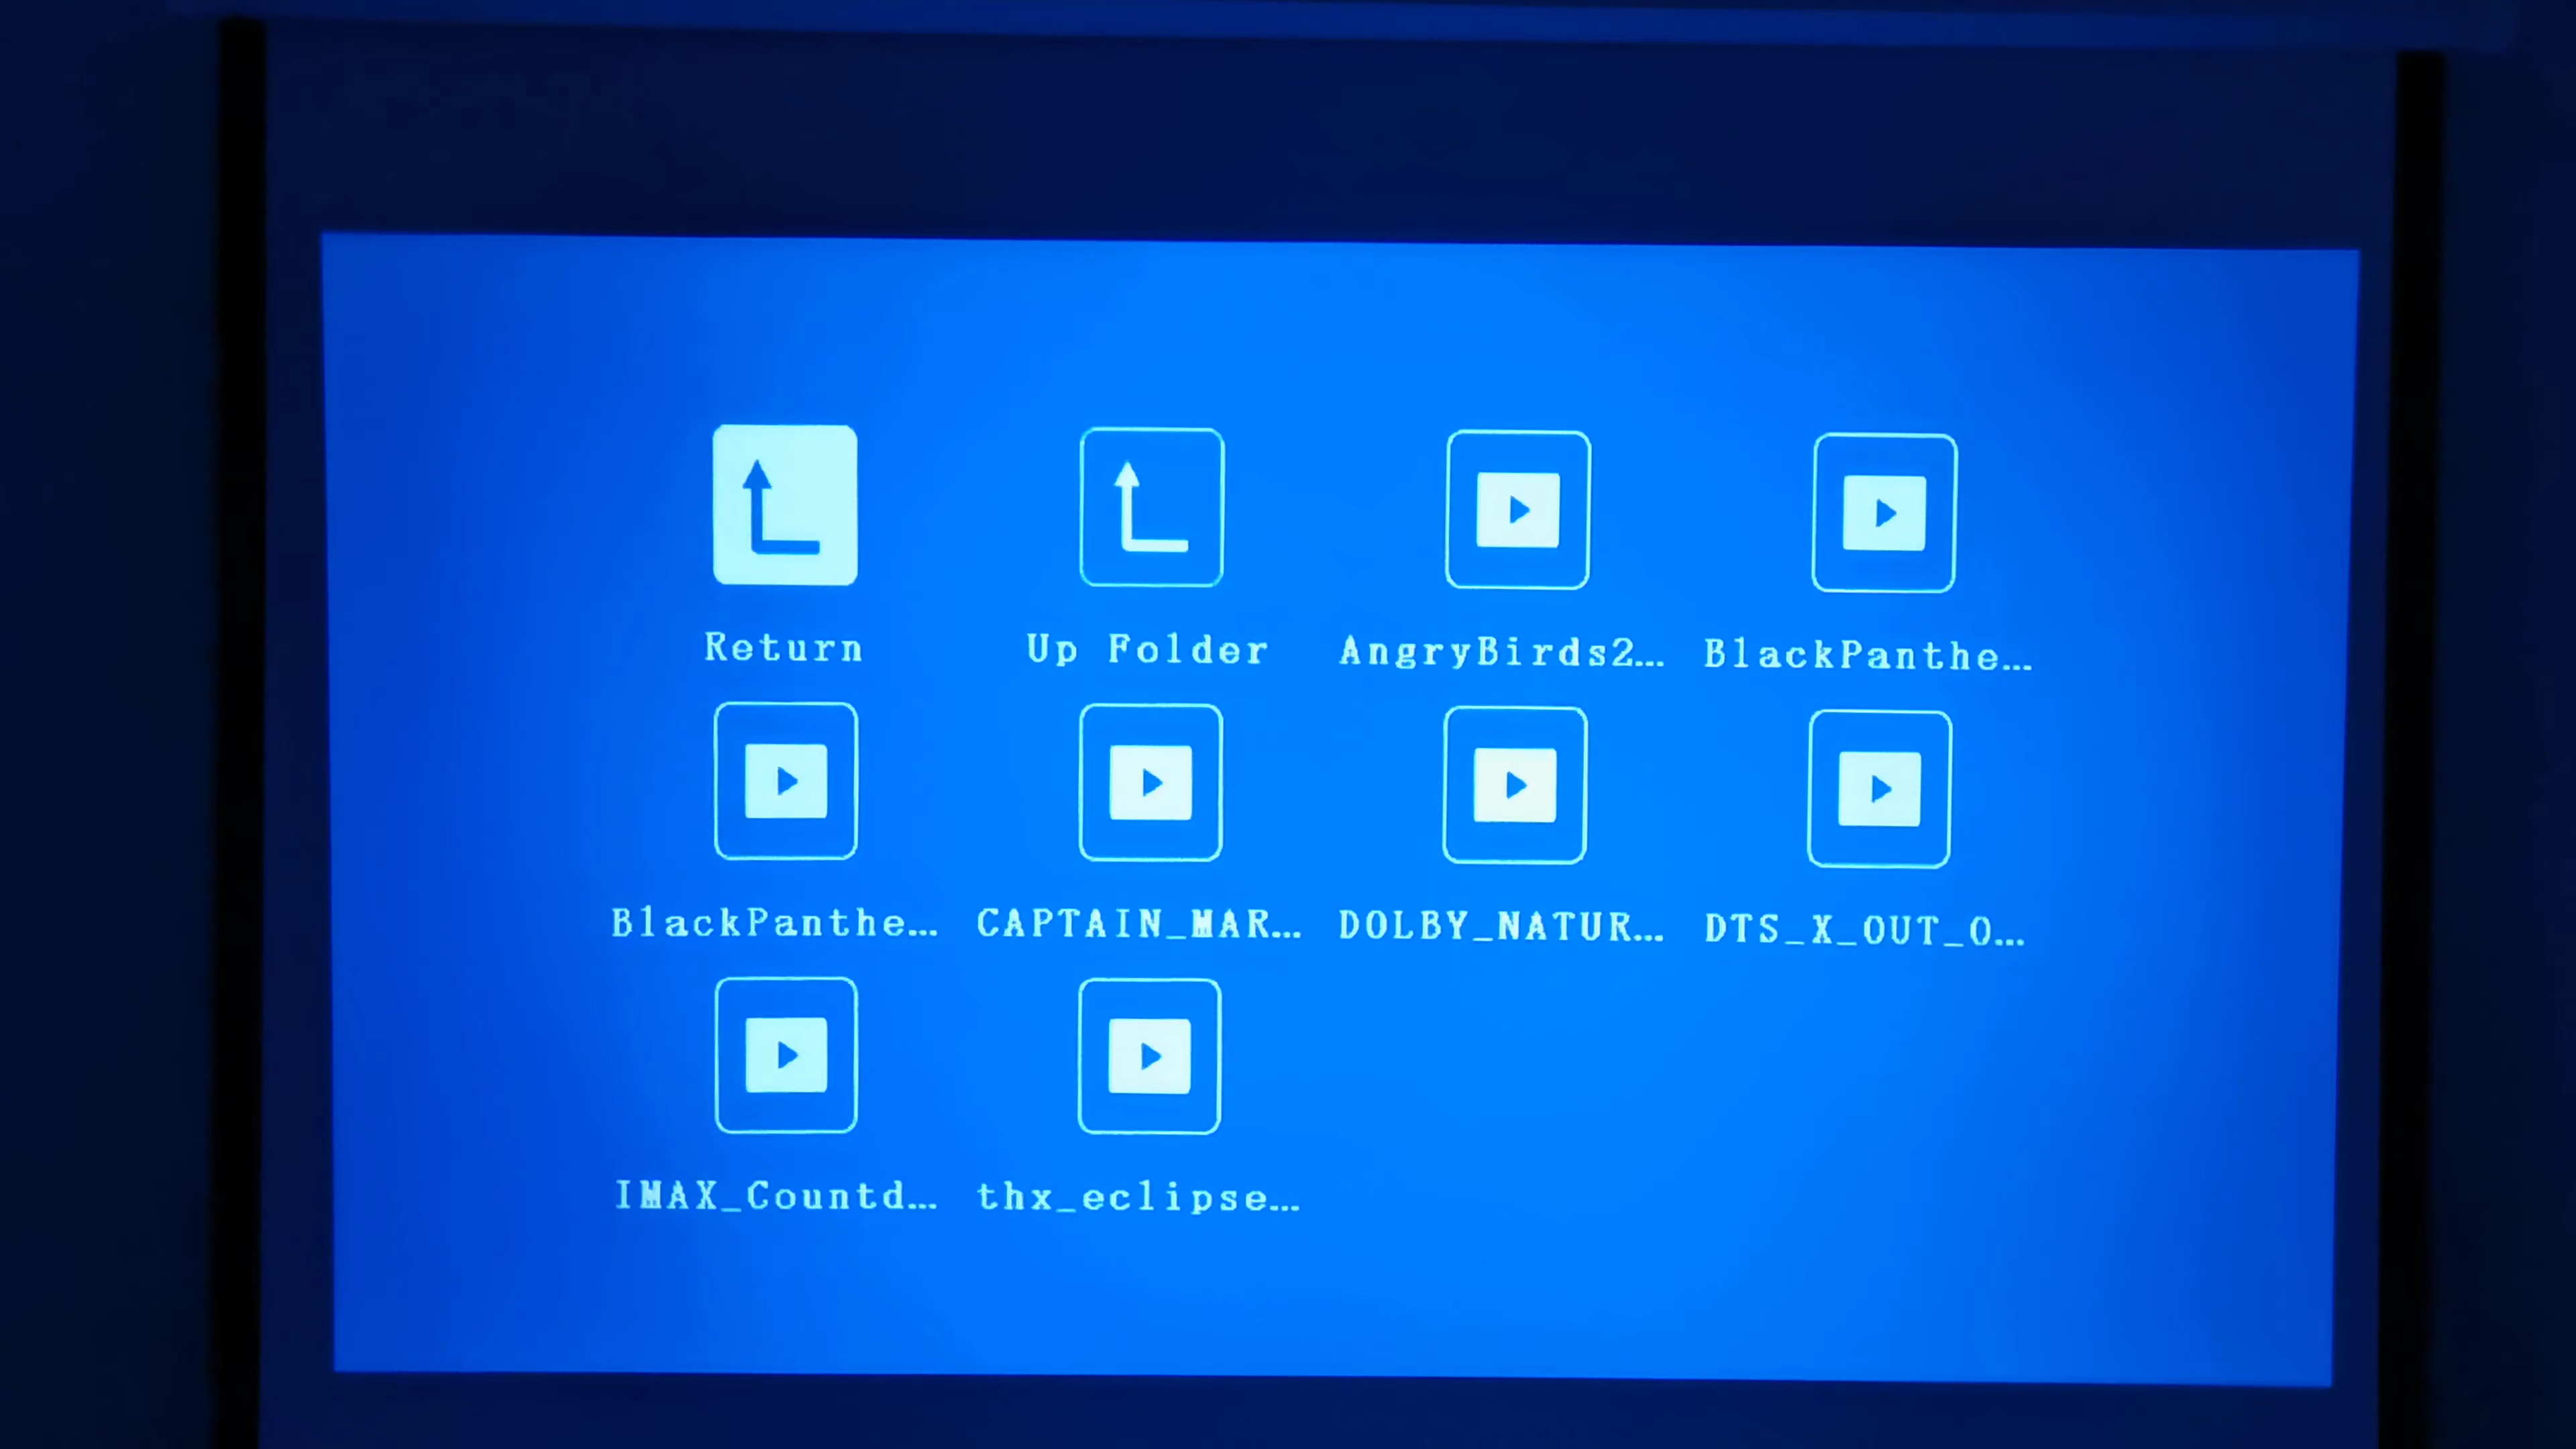 Return
Up Folder
AngryBirds2...
BlackPanthe...
BlackPanthe...
CAPTAIN_MAR...
DOLBY_NATUR...
DTS_X_OUT_O...
IMAX_Countd...
thx_eclipse...